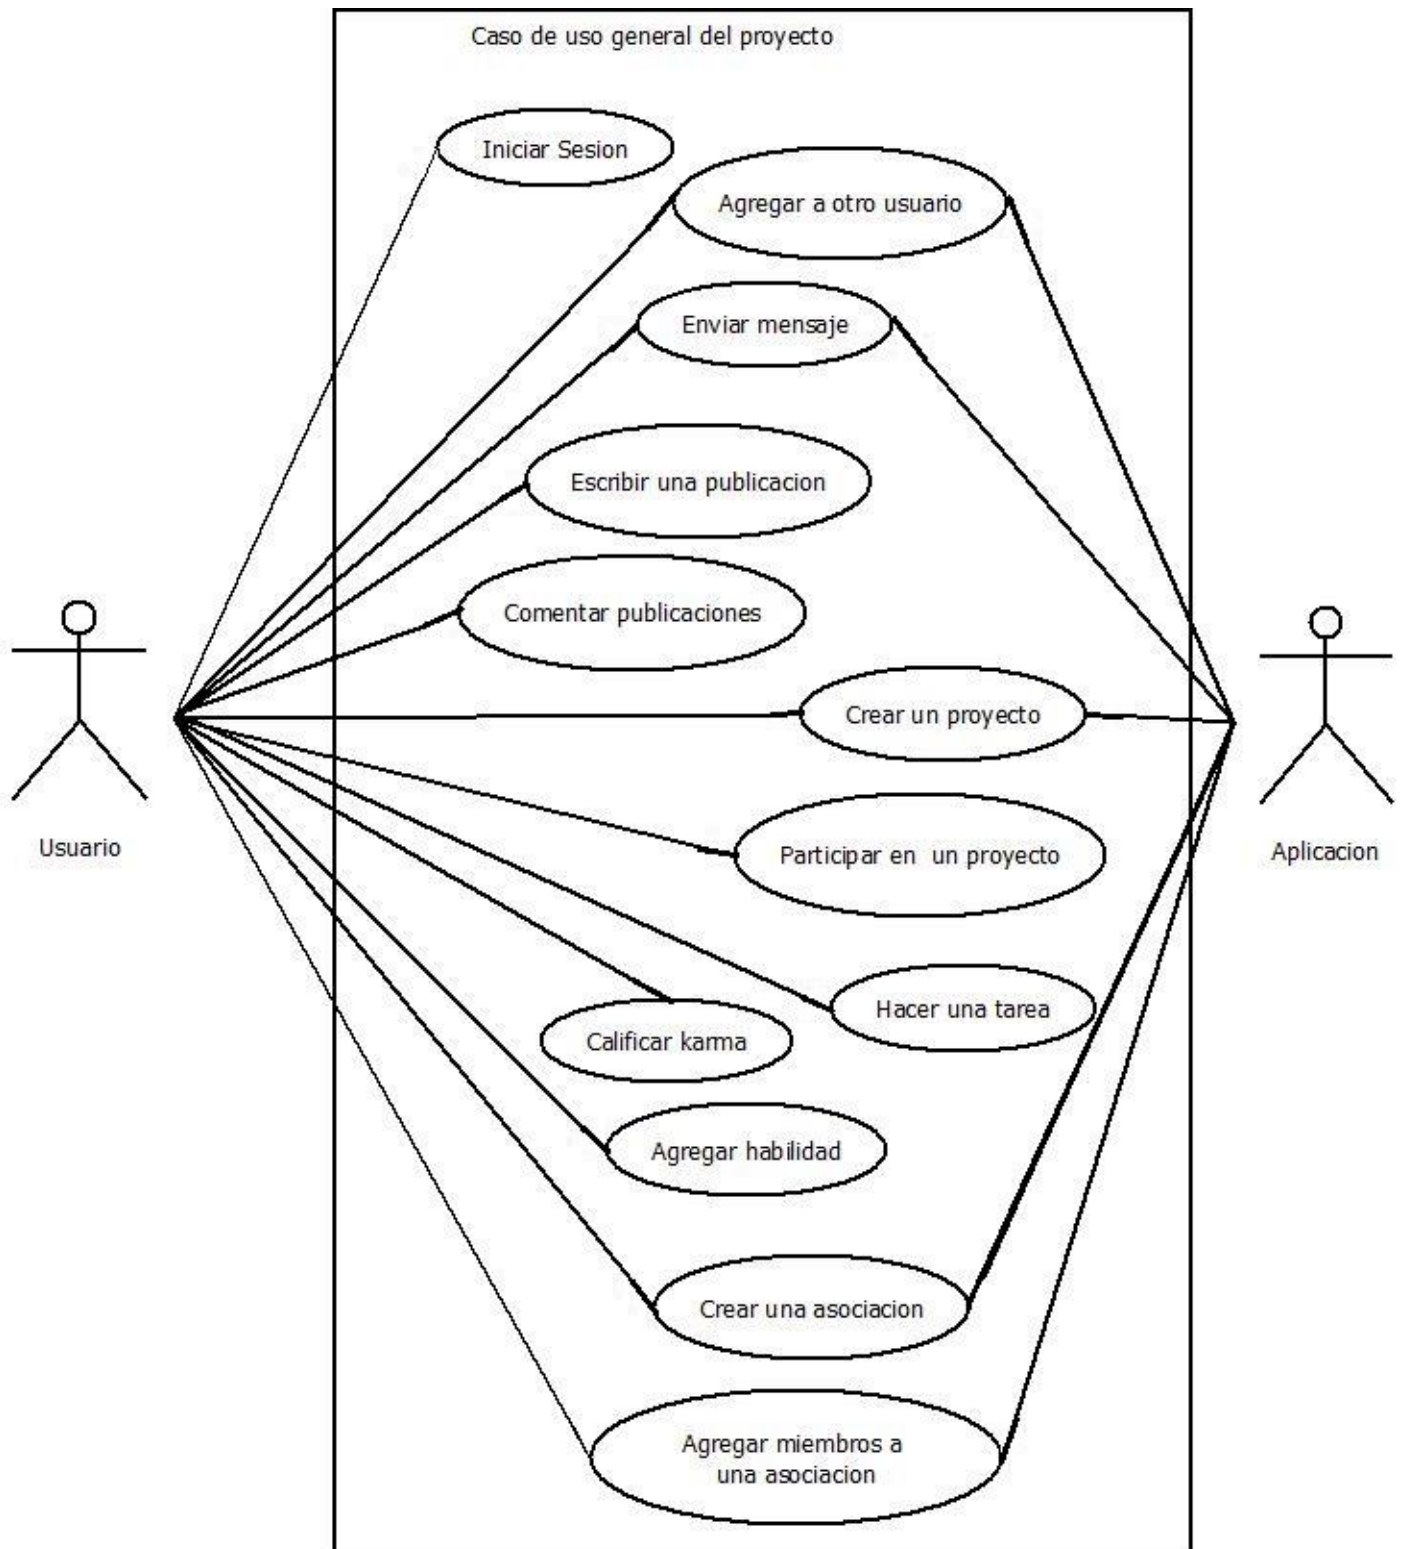 Caso de uso general del proyecto
Iniciar Sesion
Agregar a otro usuario
Enviar mensaje
Escribir una publicacion
Comentar publicaciones
Crear un proyecto
Usuario
Participar en  un proyecto
Aplicacion
Hacer una tarea
Calificar karma
Agregar habilidad
Crear una asociacion
Agregar miembros a
una asociacion